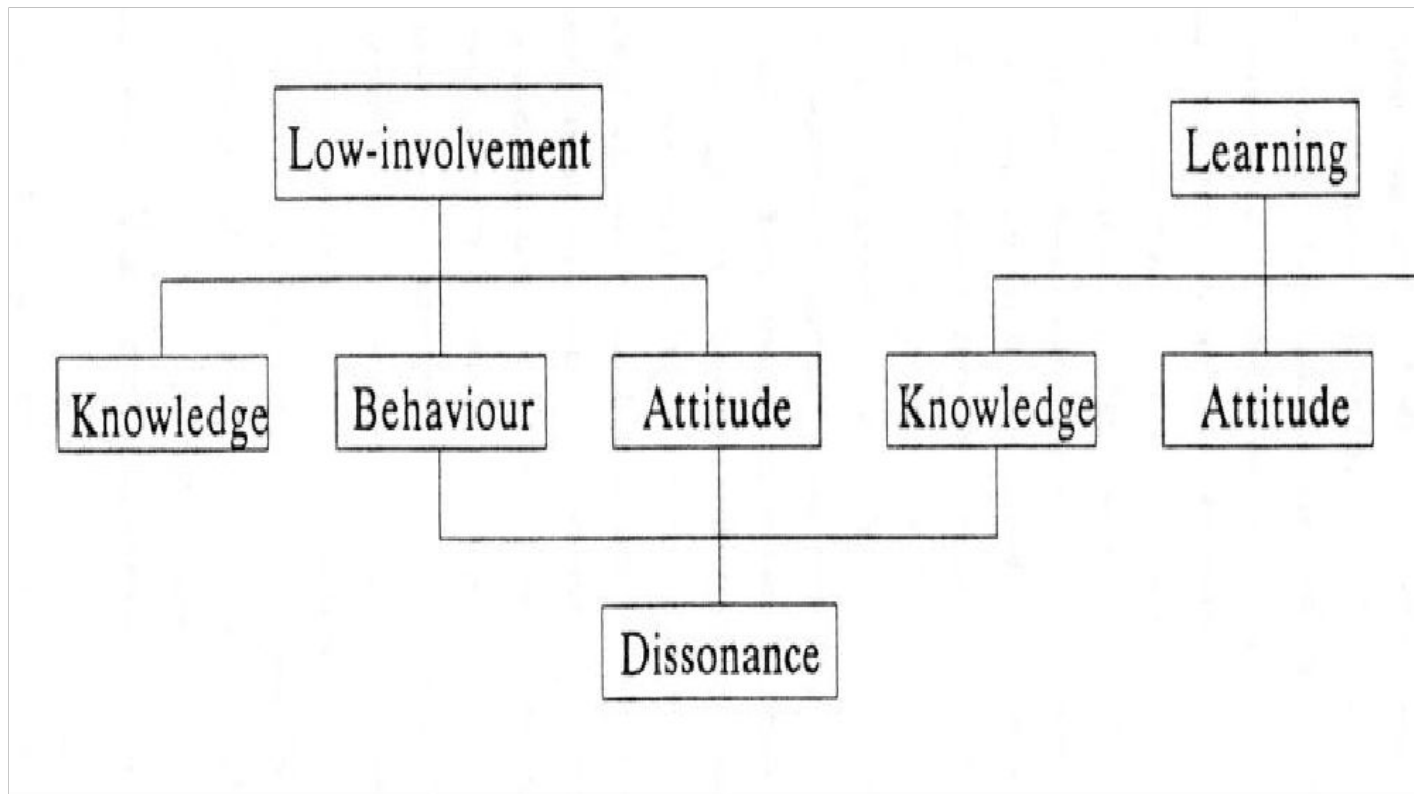 Low-involvement
Learning
Knowledge
Behaviour
Attitude
Knowledge
Attitude
Dissonance